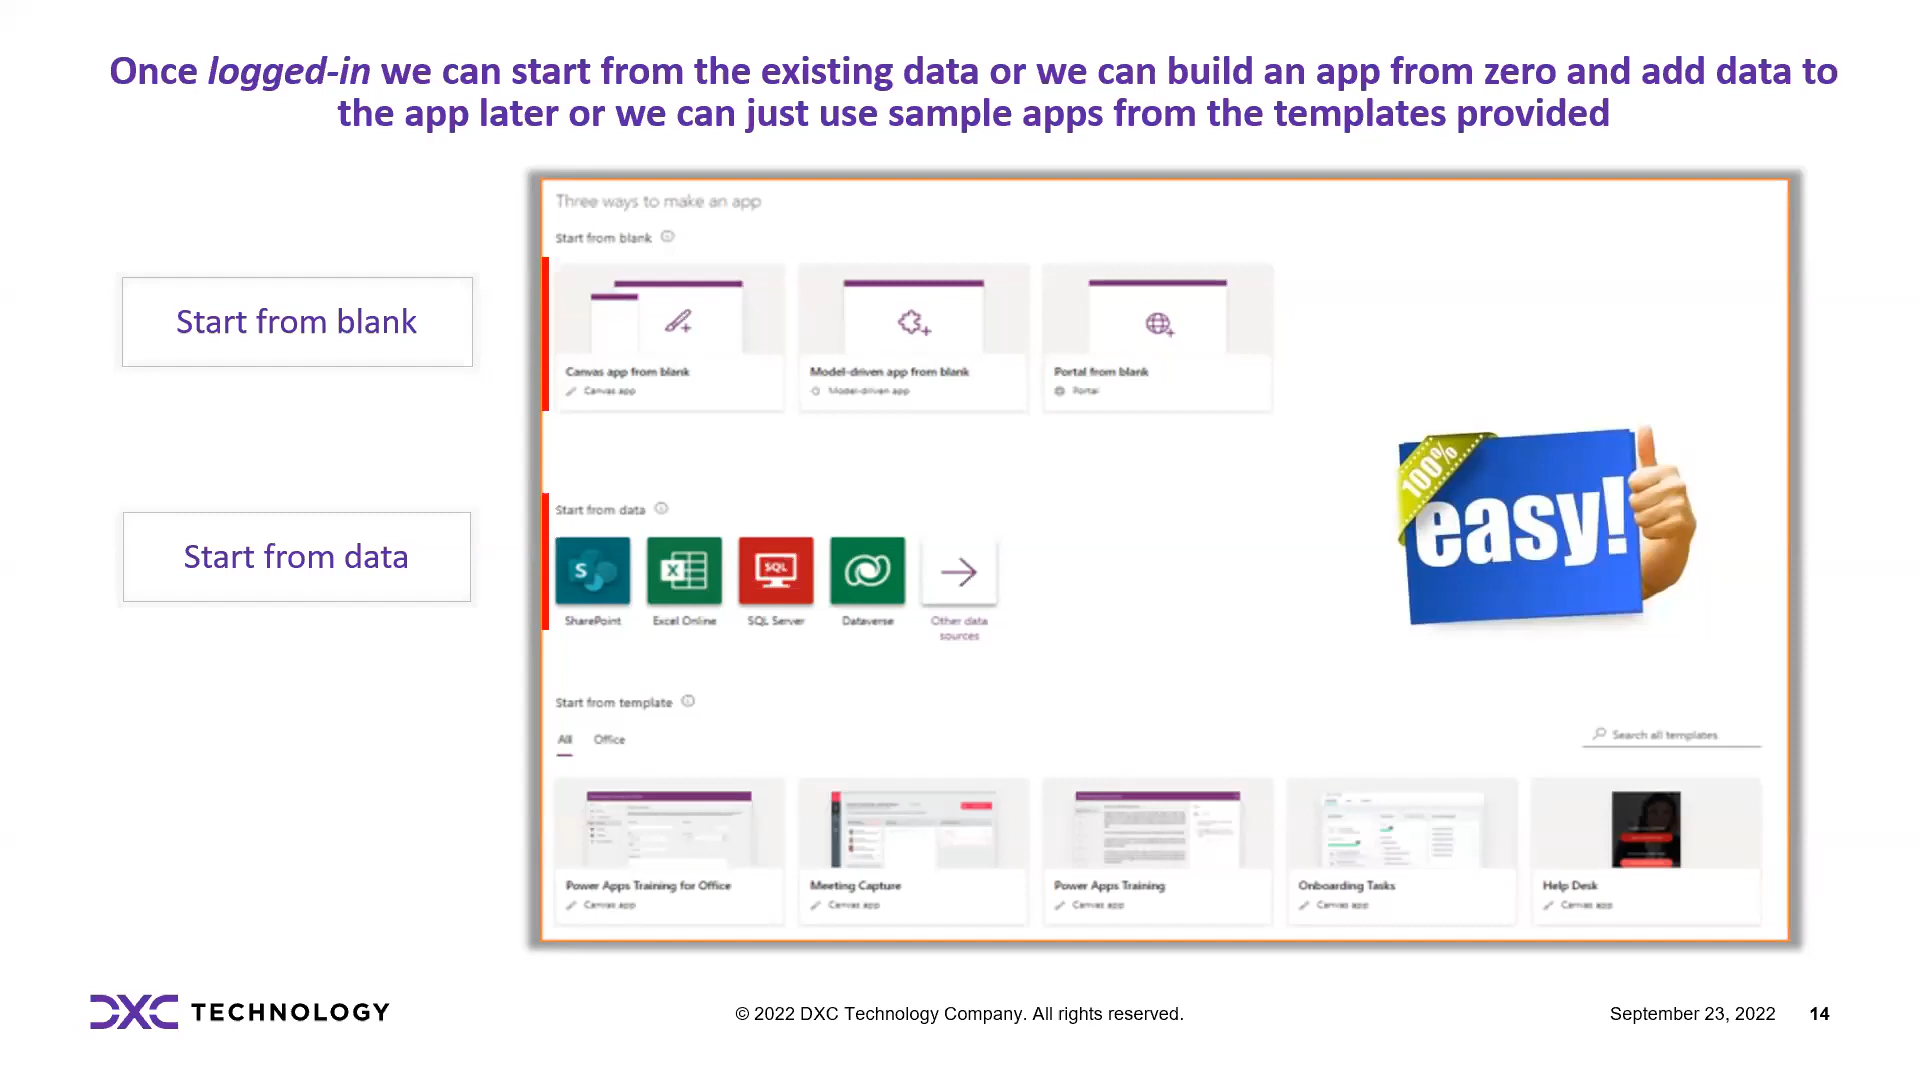 Once logged-in we can start from the existing data or we can build an app from zero and add data to
the app later or we can just use sample apps from the templates provided
Start from blank
Start from data
Three ways to make an app
Start from blank
Canvas app from blank
Canvas app
Model-driven app from blank
Model-driven app
Portal from blank
Portal
100%
easy!
Start from data
S
X
SQL
SharePoint
Excel Online
SQL Server
Dataverse
Other data
sources
Start from template
All
Office
Search all templates
Power Apps Training for Office
Canvas app
Meeting Capture
Canvas app
Power Apps Training
Canvas app
Onboarding Tasks
Canvas app
Help Desk
Canvas app
DXC TECHNOLOGY
© 2022 DXC Technology Company. All rights reserved.
September 23, 2022
14